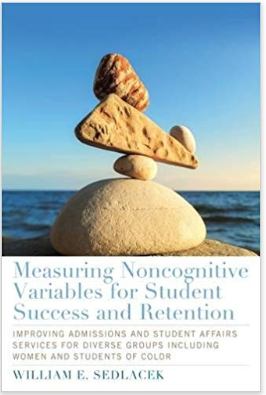 Measuring Noncognitive
Variables for Student
Success and Retention
IMPROVING ADMISSIONS AND STUDENT AFFAIRS
SERVICES FOR DIVERSE GROUPS INCLUDING
WOMEN AND STUDENTS OF COLOR
WILLIAM E. SEDLACEK